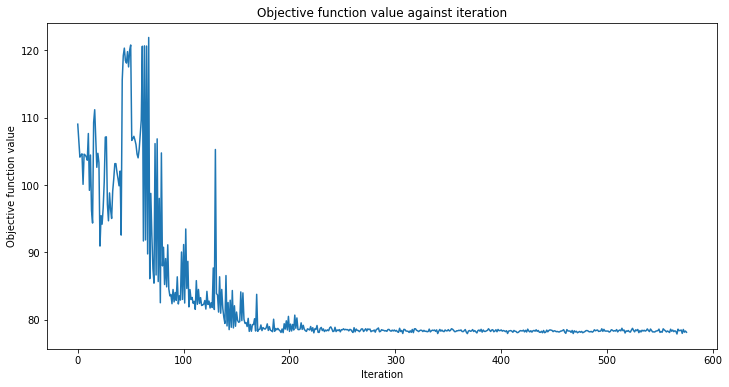 Objective function value against iteration
Objective function value
120
110
100
90
80
0 100 200 300 400 500 600
Iteration